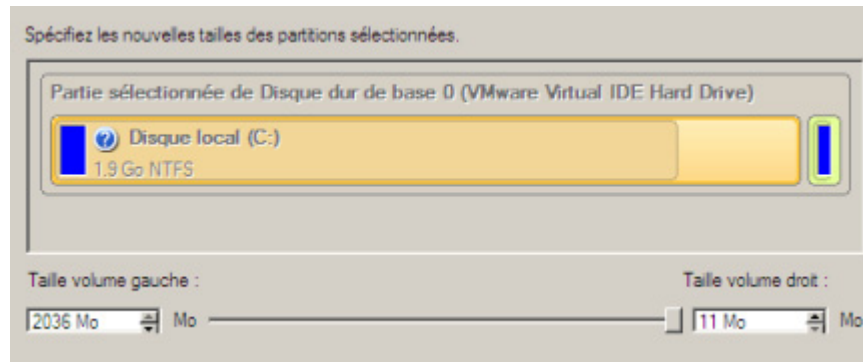 Spécifiez les nouvelles tailles des partitions sélectionnées.
Partie sélectionnée de Disque dur de base 0 (VMware Virtual IDE Hard Drive)
Disque local (C:)
1.9 Go NTFS
Taille volume gauche : Taille volume droit :
2036 Mo Mo 11 Mo Mo